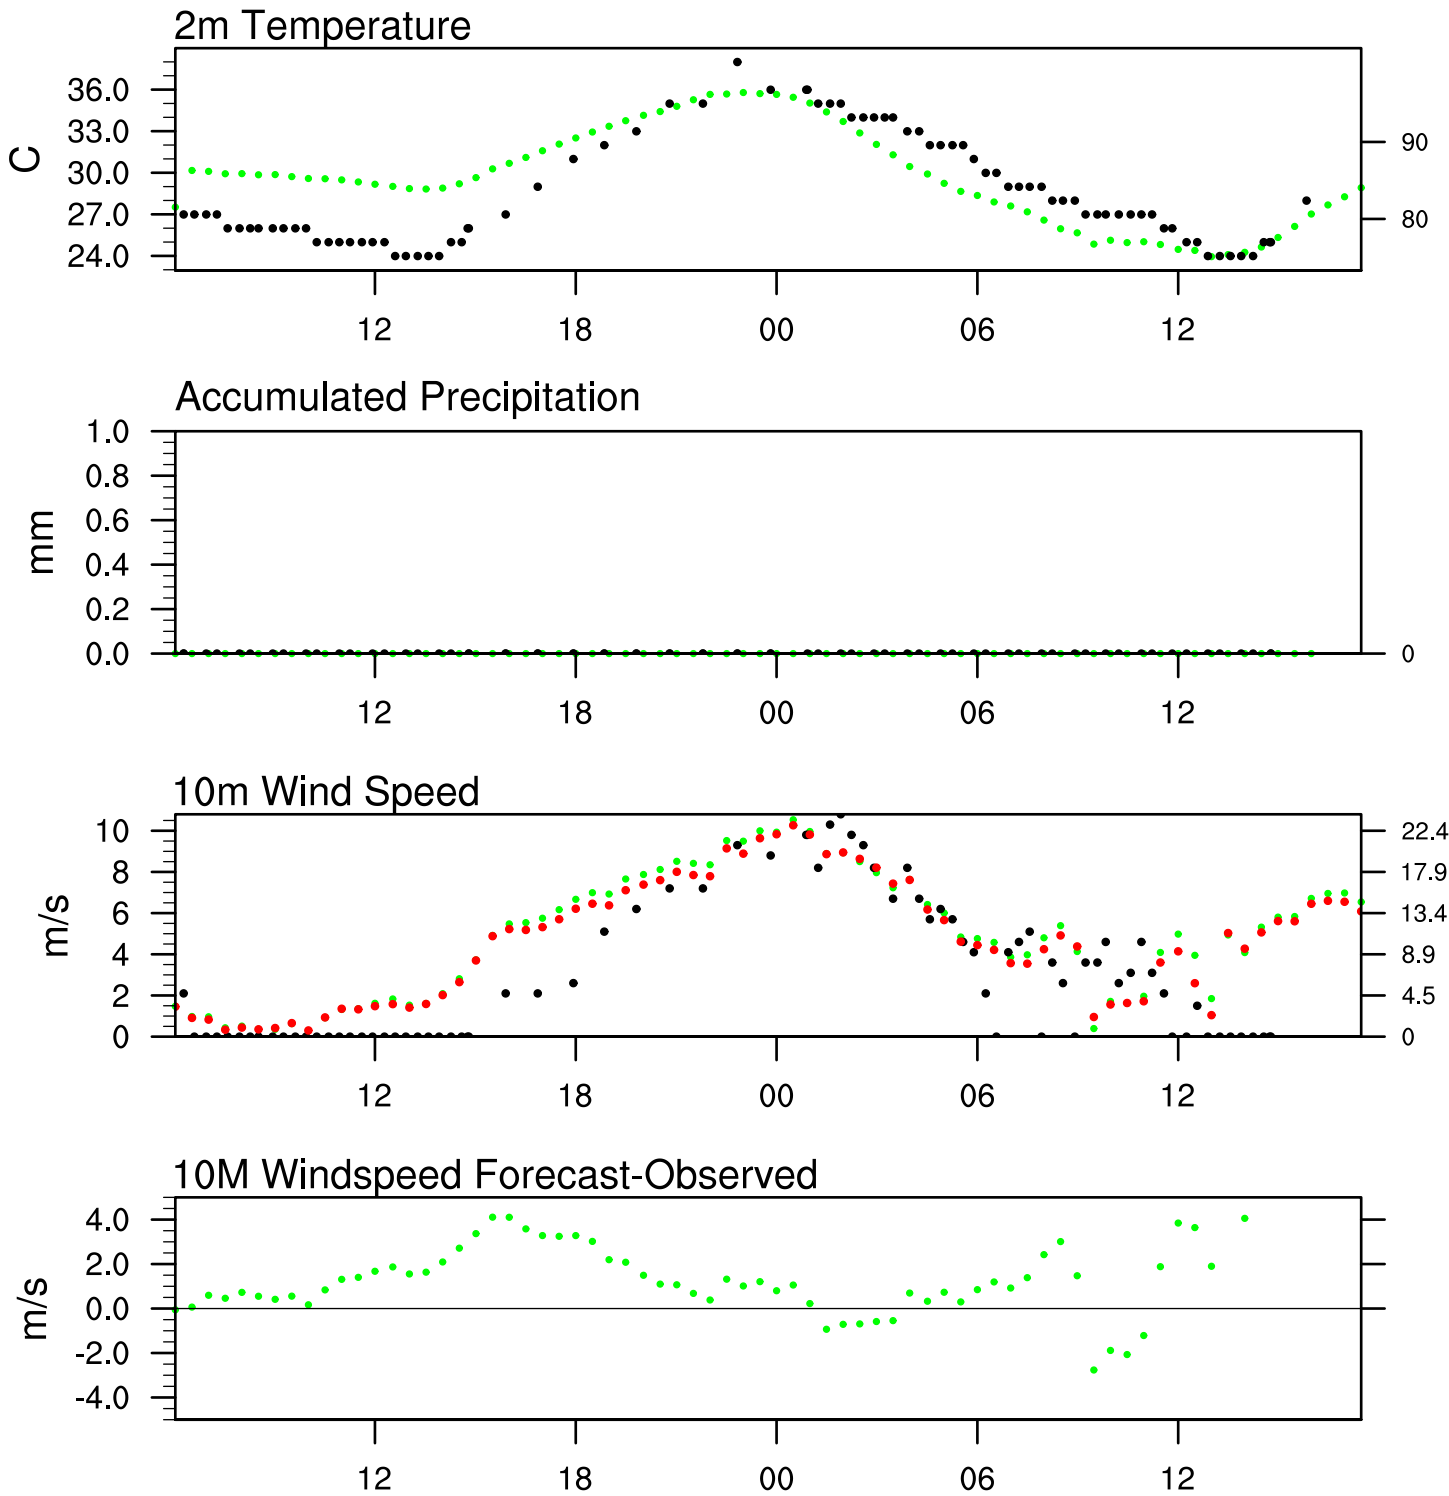 2m Temperature
36.0
33.0
30.0
27.0
24.0
C
90
80
12 18 00 06 12
Accumulated Precipitation
1.0
0.8
0.6
0.4
0.2
0.0
mm
0
12 18 00 06 12
10m Wind Speed
10
8
6
4
2
0
m/s
22.4
17.9
13.4
8.9
4.5
0
12 18 00 06 12
10M Windspeed Forecast-Observed
4.0
2.0
0.0
-2.0
-4.0
m/s
12 18 00 06 12